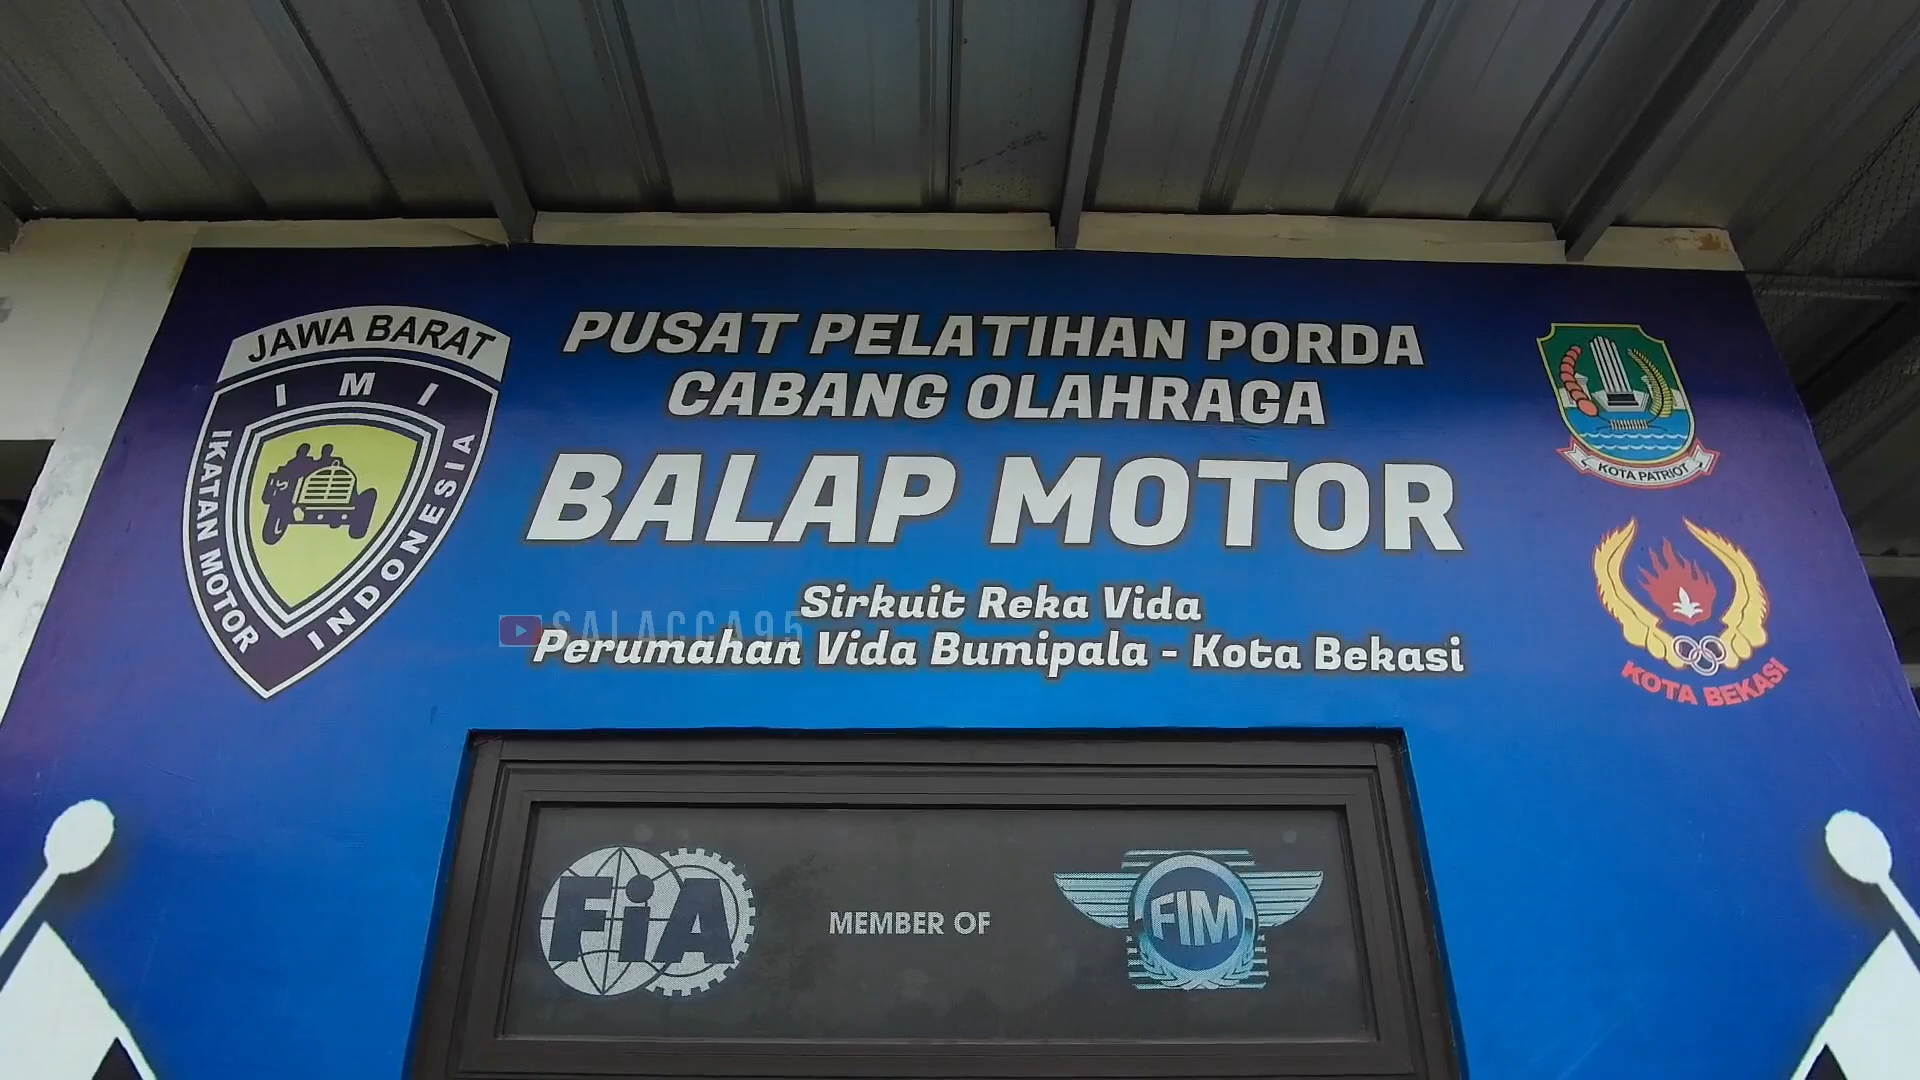 JAWA BARAT
IMI
IKATAN MOTOR
INDONESIA
PUSAT PELATIHAN PORDA
CABANG OLAHRAGA
BALAP MOTOR
Sirkuit Reka Vida
SALACCA95
Perumahan Vida Bumipala - Kota Bekasi
KOTA PATRIOT
KOTA BEKASI
FiA
MEMBER OF
FIM